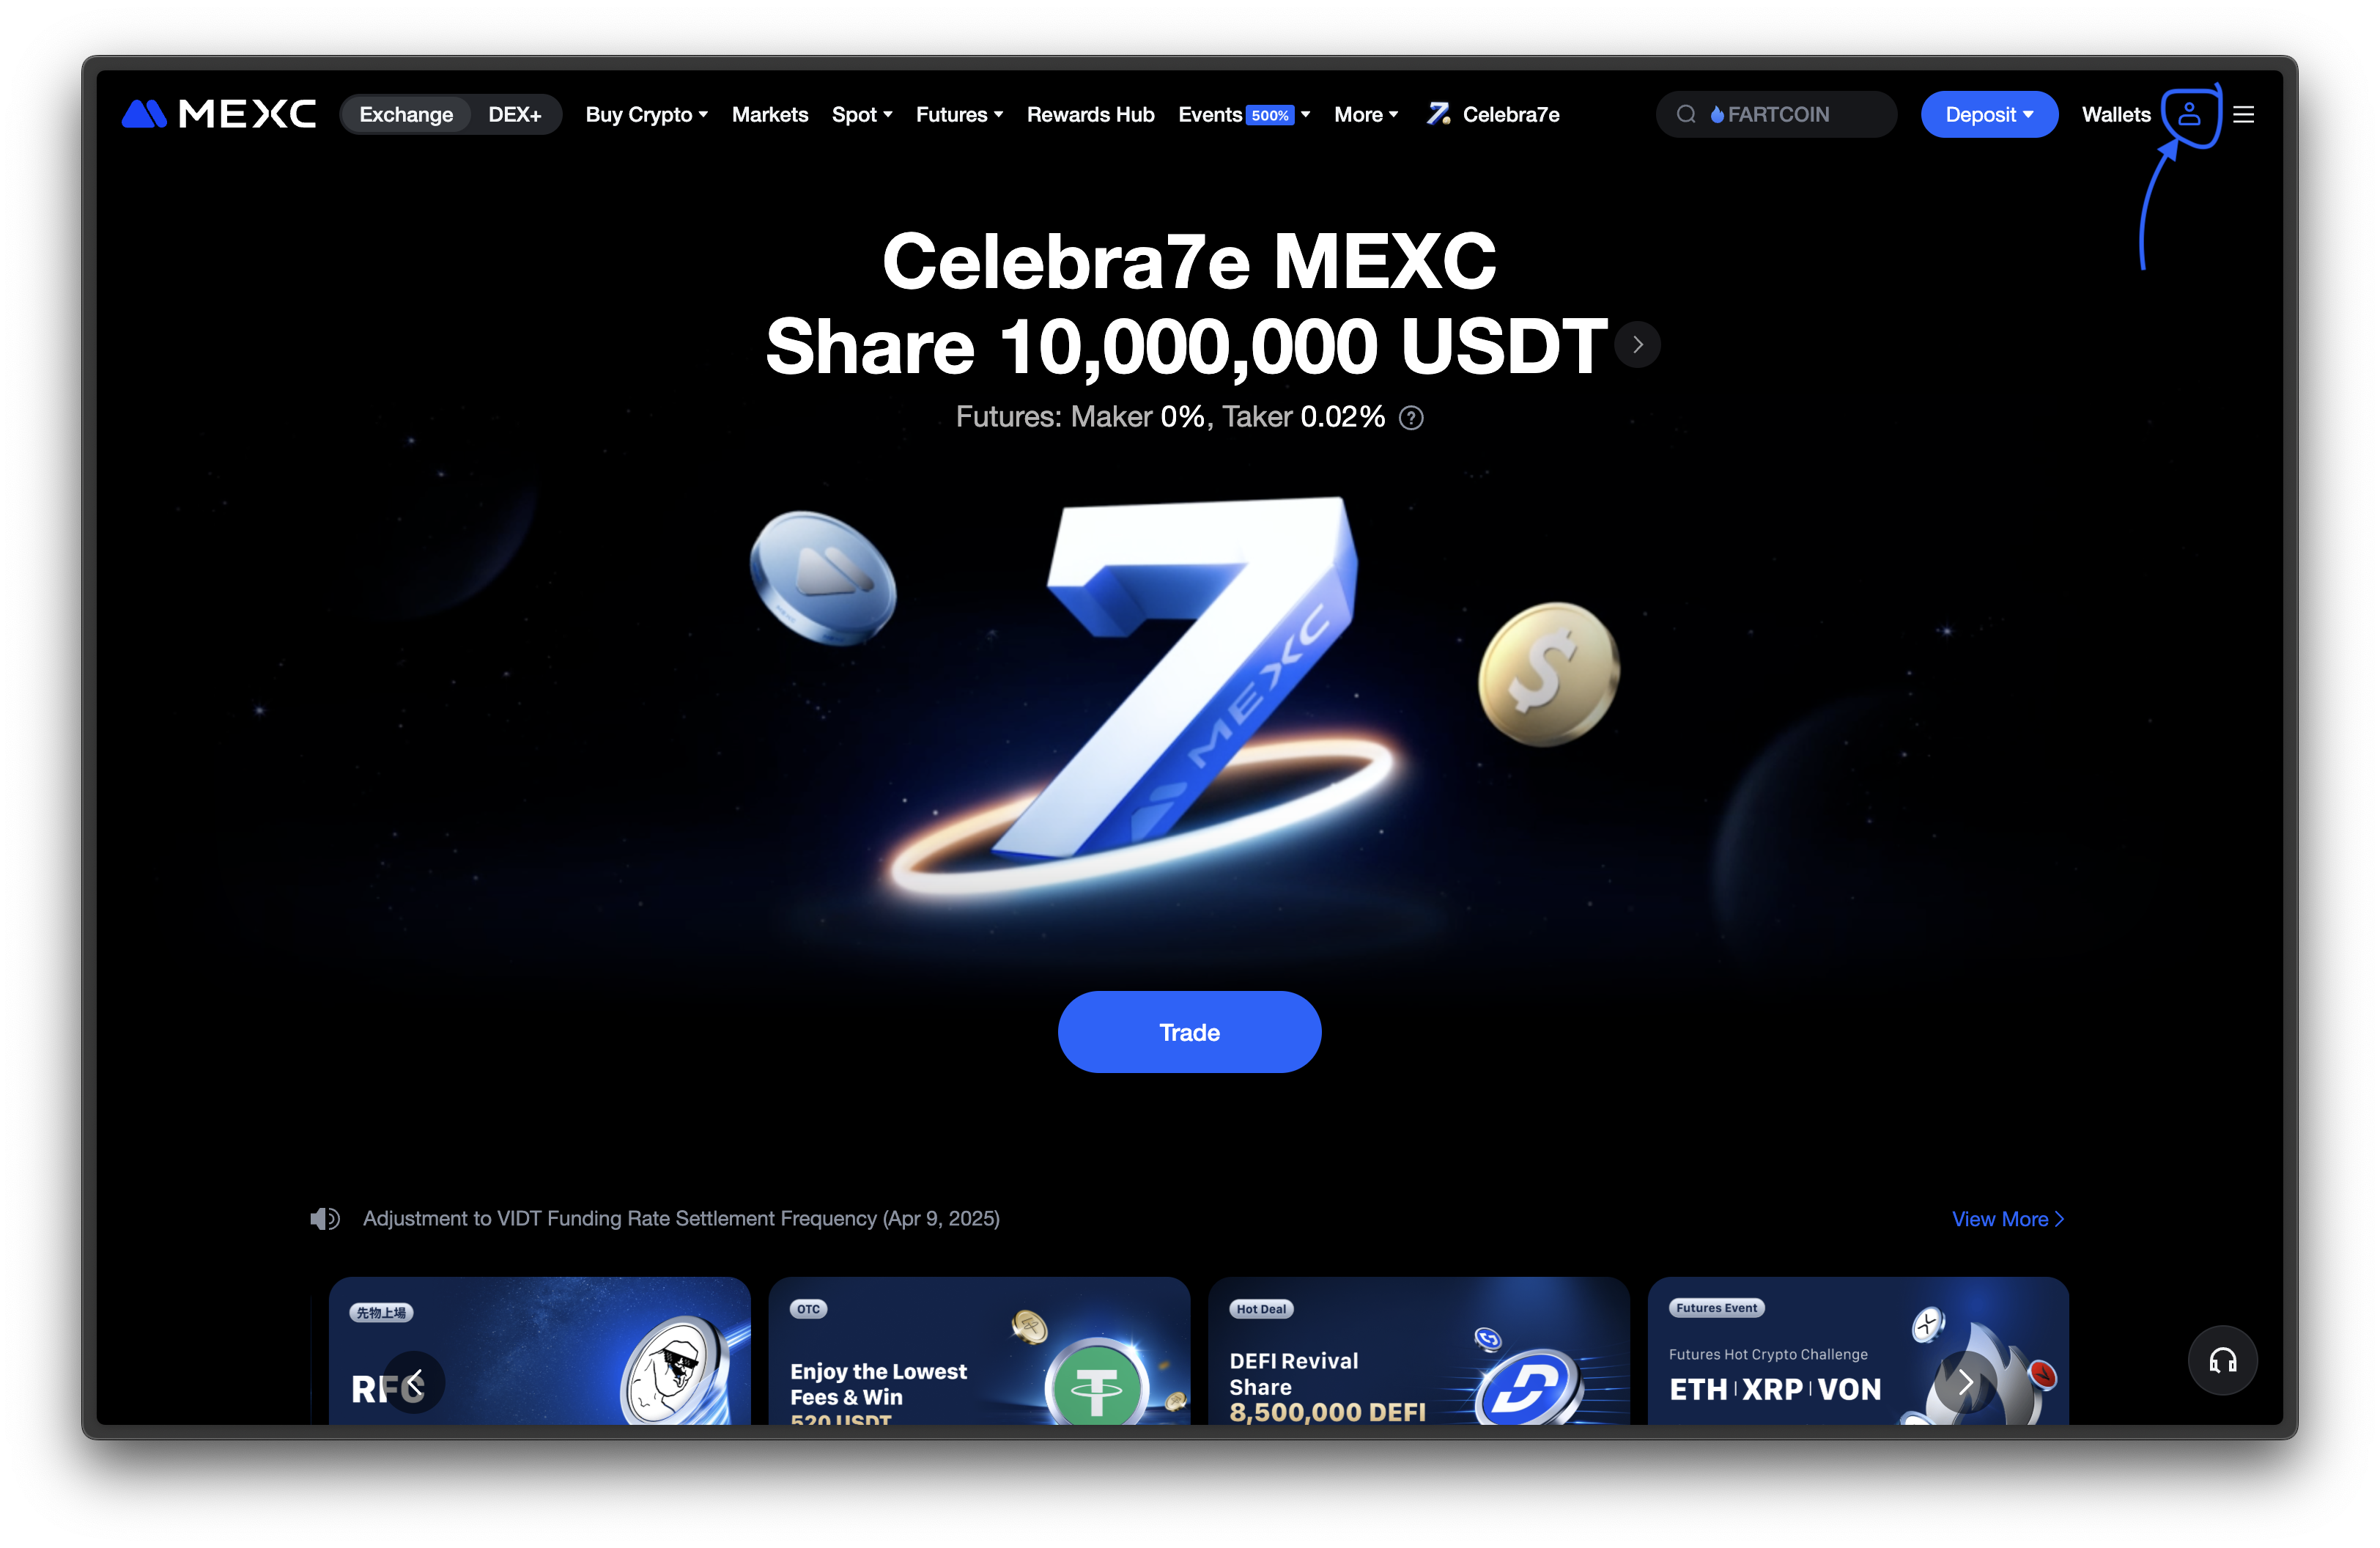 MEXC
Exchange DEX+ Buy Crypto Markets Spot Futures Rewards Hub Events 500% More Celebra7e FARTCOIN Deposit Wallets
Celebra7e MEXC
Share 10,000,000 USDT
Futures: Maker 0%, Taker 0.02% ?
MEXC
Trade
Adjustment to VIDT Funding Rate Settlement Frequency (Apr 9, 2025)
View More
先物上場
RFC
OTC
Enjoy the Lowest
Fees & Win
520 USDT
Hot Deal
DEFI Revival
Share
8,500,000 DEFI
Futures Event
Futures Hot Crypto Challenge
ETH | XRP | VON